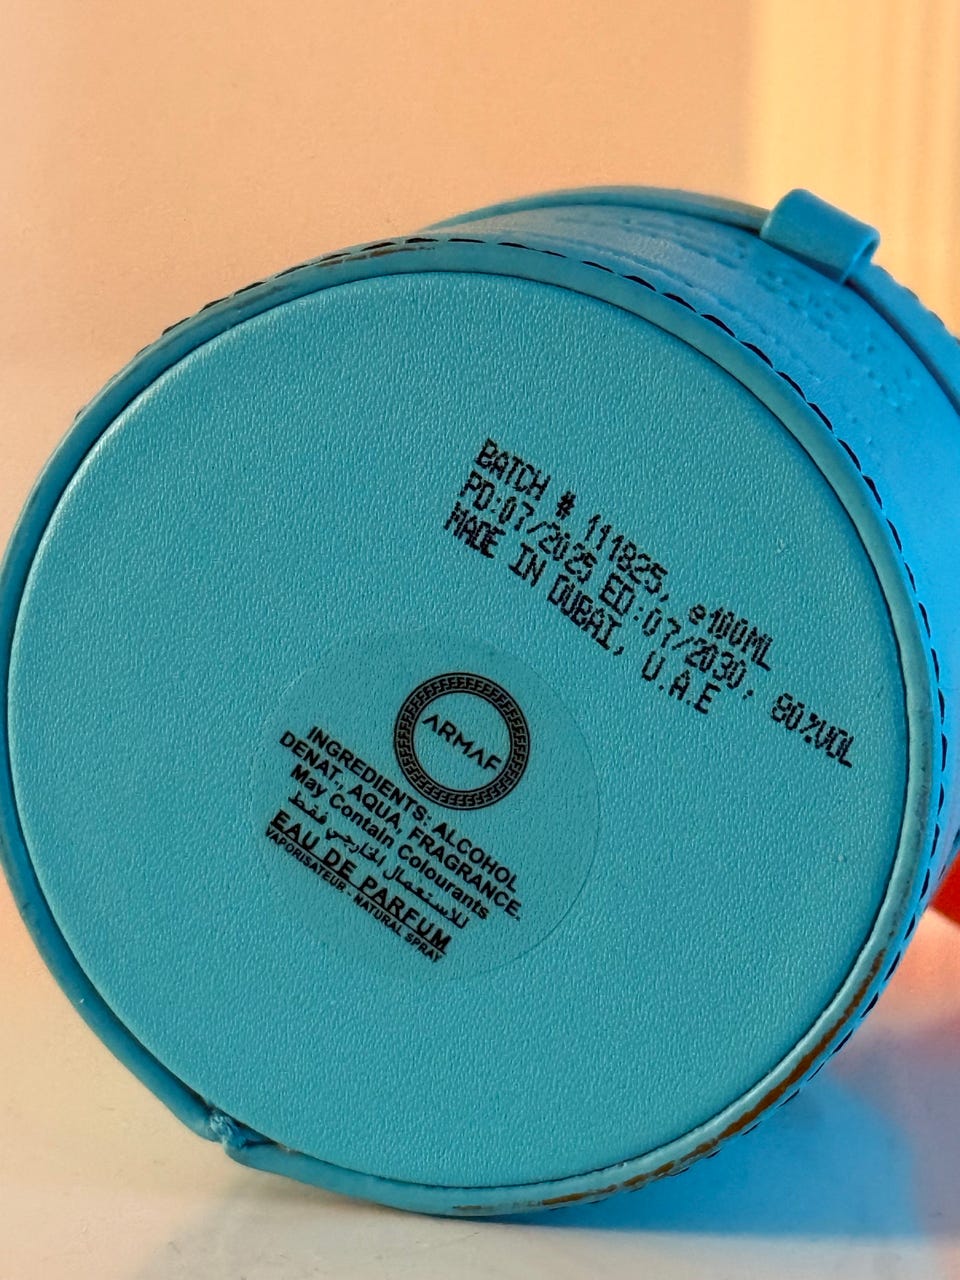 BATCH # 111825, e100ML
PD:07/2025 ED:07/2030, 80%VOL
MADE IN DUBAI, U.A.E
ARMAF
INGREDIENTS: ALCOHOL
DENAT., AQUA, FRAGRANCE.
May Contain Colourants
للاستعمال الخارجي فقط
EAU DE PARFUM
VAPORISATEUR - NATURAL SPRAY